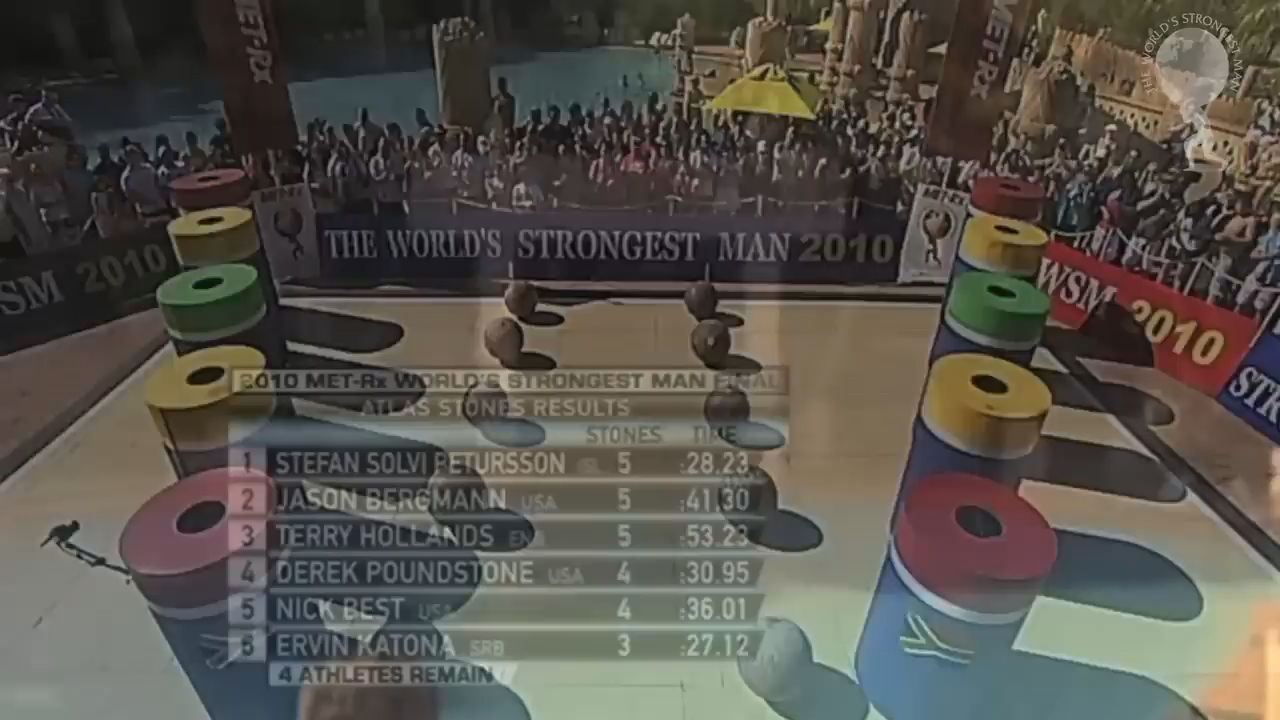 MET-RX
MET-RX
THE WORLD'S STRONGEST MAN
THE WORLD'S STRONGEST MAN 2010
SM 2010
WSM 2010
STR
2010 MET-Rx WORLD'S STRONGEST MAN FINAL
ATLAS STONES RESULTS
STONES TIME
1 STEFAN SOLVI PETURSSON 5 :28.23
2 JASON BERGMANN USA 5 :41.30
3 TERRY HOLLANDS 5 :53.23
4 DEREK POUNDSTONE USA 4 :30.95
5 NICK BEST USA 4 :36.01
6 ERVIN KATONA SRB 3 :27.12
4 ATHLETES REMAIN